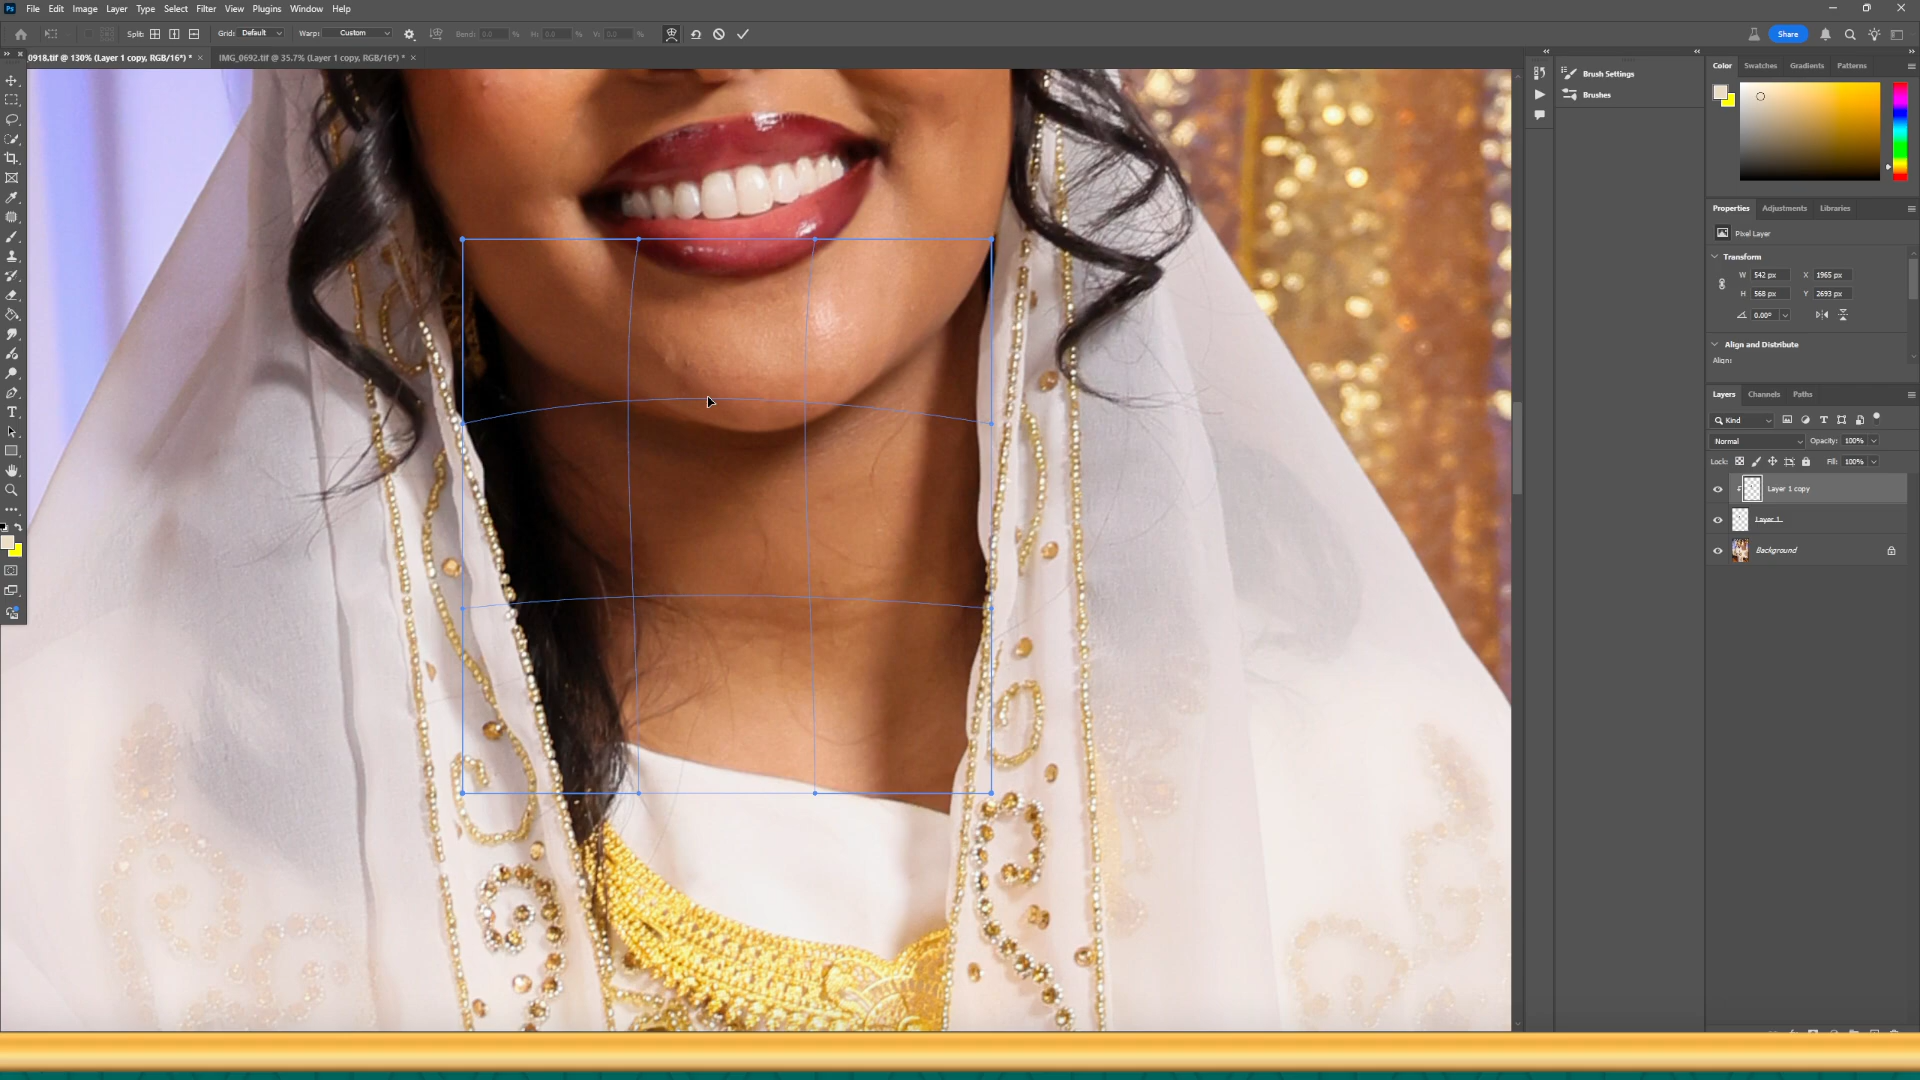 Ps File Edit Image Layer Type Select Filter View Plugins Window Help
Split: Grid: Default Warp: Custom Bend: 0.0 % H: 0.0 % V: 0.0 % Share
_0918.tif @ 130% (Layer 1 copy, RGB/16*) * × IMG_0692.tif @ 35.7% (Layer 1 copy, RGB/16*) * ×
Brush Settings
Brushes
Color Swatches Gradients Patterns
Properties Adjustments Libraries
Pixel Layer
Transform
W 542 px X 1965 px
H 568 px Y 2693 px
0.00°
Align and Distribute
Align:
Layers Channels Paths
Kind
Normal Opacity: 100%
Lock: Fill: 100%
Layer 1 copy
Layer 1
Background